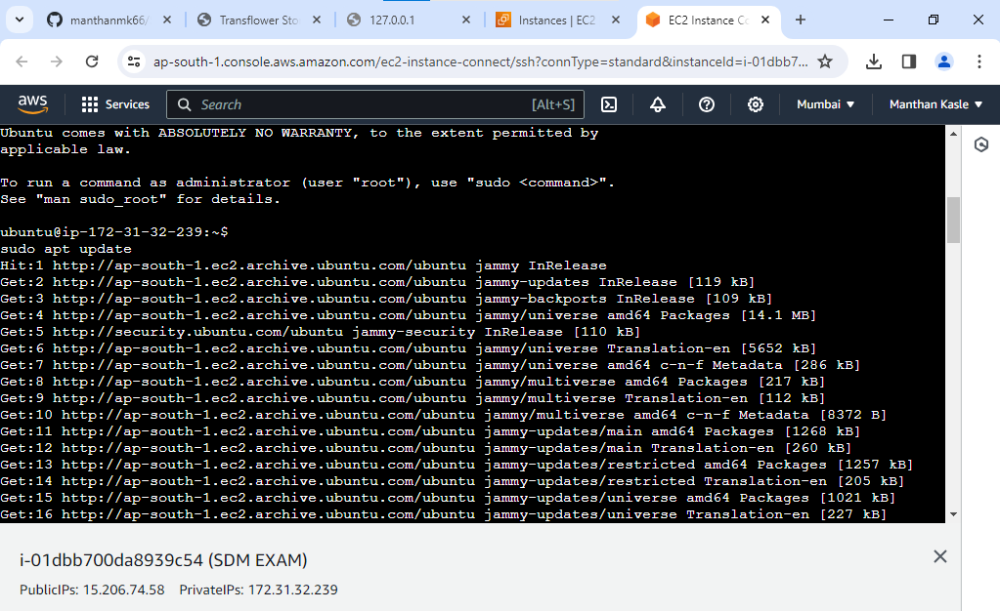 manthanmk66/
Transflower Sto
127.0.0.1
Instances | EC2
EC2 Instance Co
ap-south-1.console.aws.amazon.com/ec2-instance-connect/ssh?connType=standard&instanceId=i-01dbb7...
aws
Services
Search
[Alt+S]
Mumbai
Manthan Kasle
Ubuntu comes with ABSOLUTELY NO WARRANTY, to the extent permitted by
applicable law.
To run a command as administrator (user "root"), use "sudo <command>".
See "man sudo_root" for details.
ubuntu@ip-172-31-32-239:~$
sudo apt update
Hit:1 http://ap-south-1.ec2.archive.ubuntu.com/ubuntu jammy InRelease
Get:2 http://ap-south-1.ec2.archive.ubuntu.com/ubuntu jammy-updates InRelease [119 kB]
Get:3 http://ap-south-1.ec2.archive.ubuntu.com/ubuntu jammy-backports InRelease [109 kB]
Get:4 http://ap-south-1.ec2.archive.ubuntu.com/ubuntu jammy/universe amd64 Packages [14.1 MB]
Get:5 http://security.ubuntu.com/ubuntu jammy-security InRelease [110 kB]
Get:6 http://ap-south-1.ec2.archive.ubuntu.com/ubuntu jammy/universe Translation-en [5652 kB]
Get:7 http://ap-south-1.ec2.archive.ubuntu.com/ubuntu jammy/universe amd64 c-n-f Metadata [286 kB]
Get:8 http://ap-south-1.ec2.archive.ubuntu.com/ubuntu jammy/multiverse amd64 Packages [217 kB]
Get:9 http://ap-south-1.ec2.archive.ubuntu.com/ubuntu jammy/multiverse Translation-en [112 kB]
Get:10 http://ap-south-1.ec2.archive.ubuntu.com/ubuntu jammy/multiverse amd64 c-n-f Metadata [8372 B]
Get:11 http://ap-south-1.ec2.archive.ubuntu.com/ubuntu jammy-updates/main amd64 Packages [1268 kB]
Get:12 http://ap-south-1.ec2.archive.ubuntu.com/ubuntu jammy-updates/main Translation-en [260 kB]
Get:13 http://ap-south-1.ec2.archive.ubuntu.com/ubuntu jammy-updates/restricted amd64 Packages [1257 kB]
Get:14 http://ap-south-1.ec2.archive.ubuntu.com/ubuntu jammy-updates/restricted Translation-en [205 kB]
Get:15 http://ap-south-1.ec2.archive.ubuntu.com/ubuntu jammy-updates/universe amd64 Packages [1021 kB]
Get:16 http://ap-south-1.ec2.archive.ubuntu.com/ubuntu jammy-updates/universe Translation-en [227 kB]
i-01dbb700da8939c54 (SDM EXAM)
PublicIPs: 15.206.74.58 PrivateIPs: 172.31.32.239